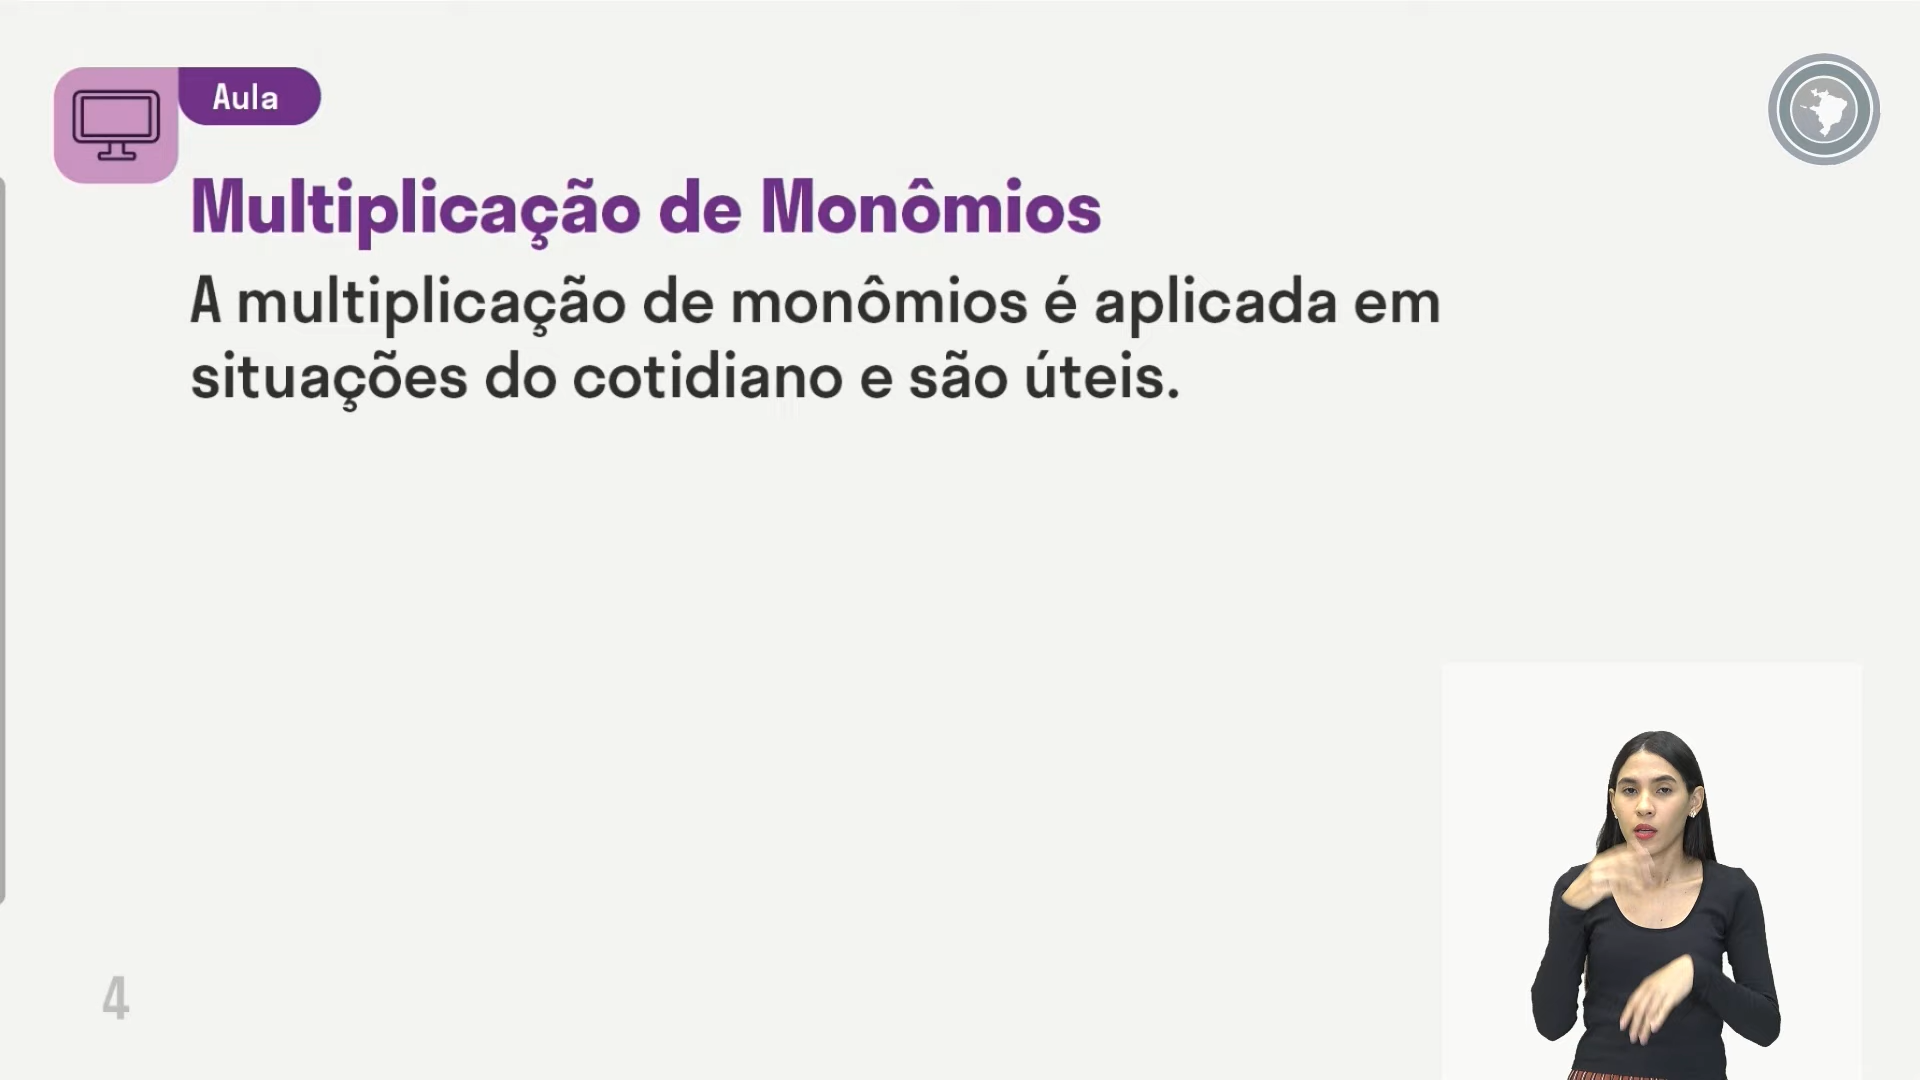 Aula
Multiplicação de Monômios
A multiplicação de monômios é aplicada em
situações do cotidiano e são úteis.
4